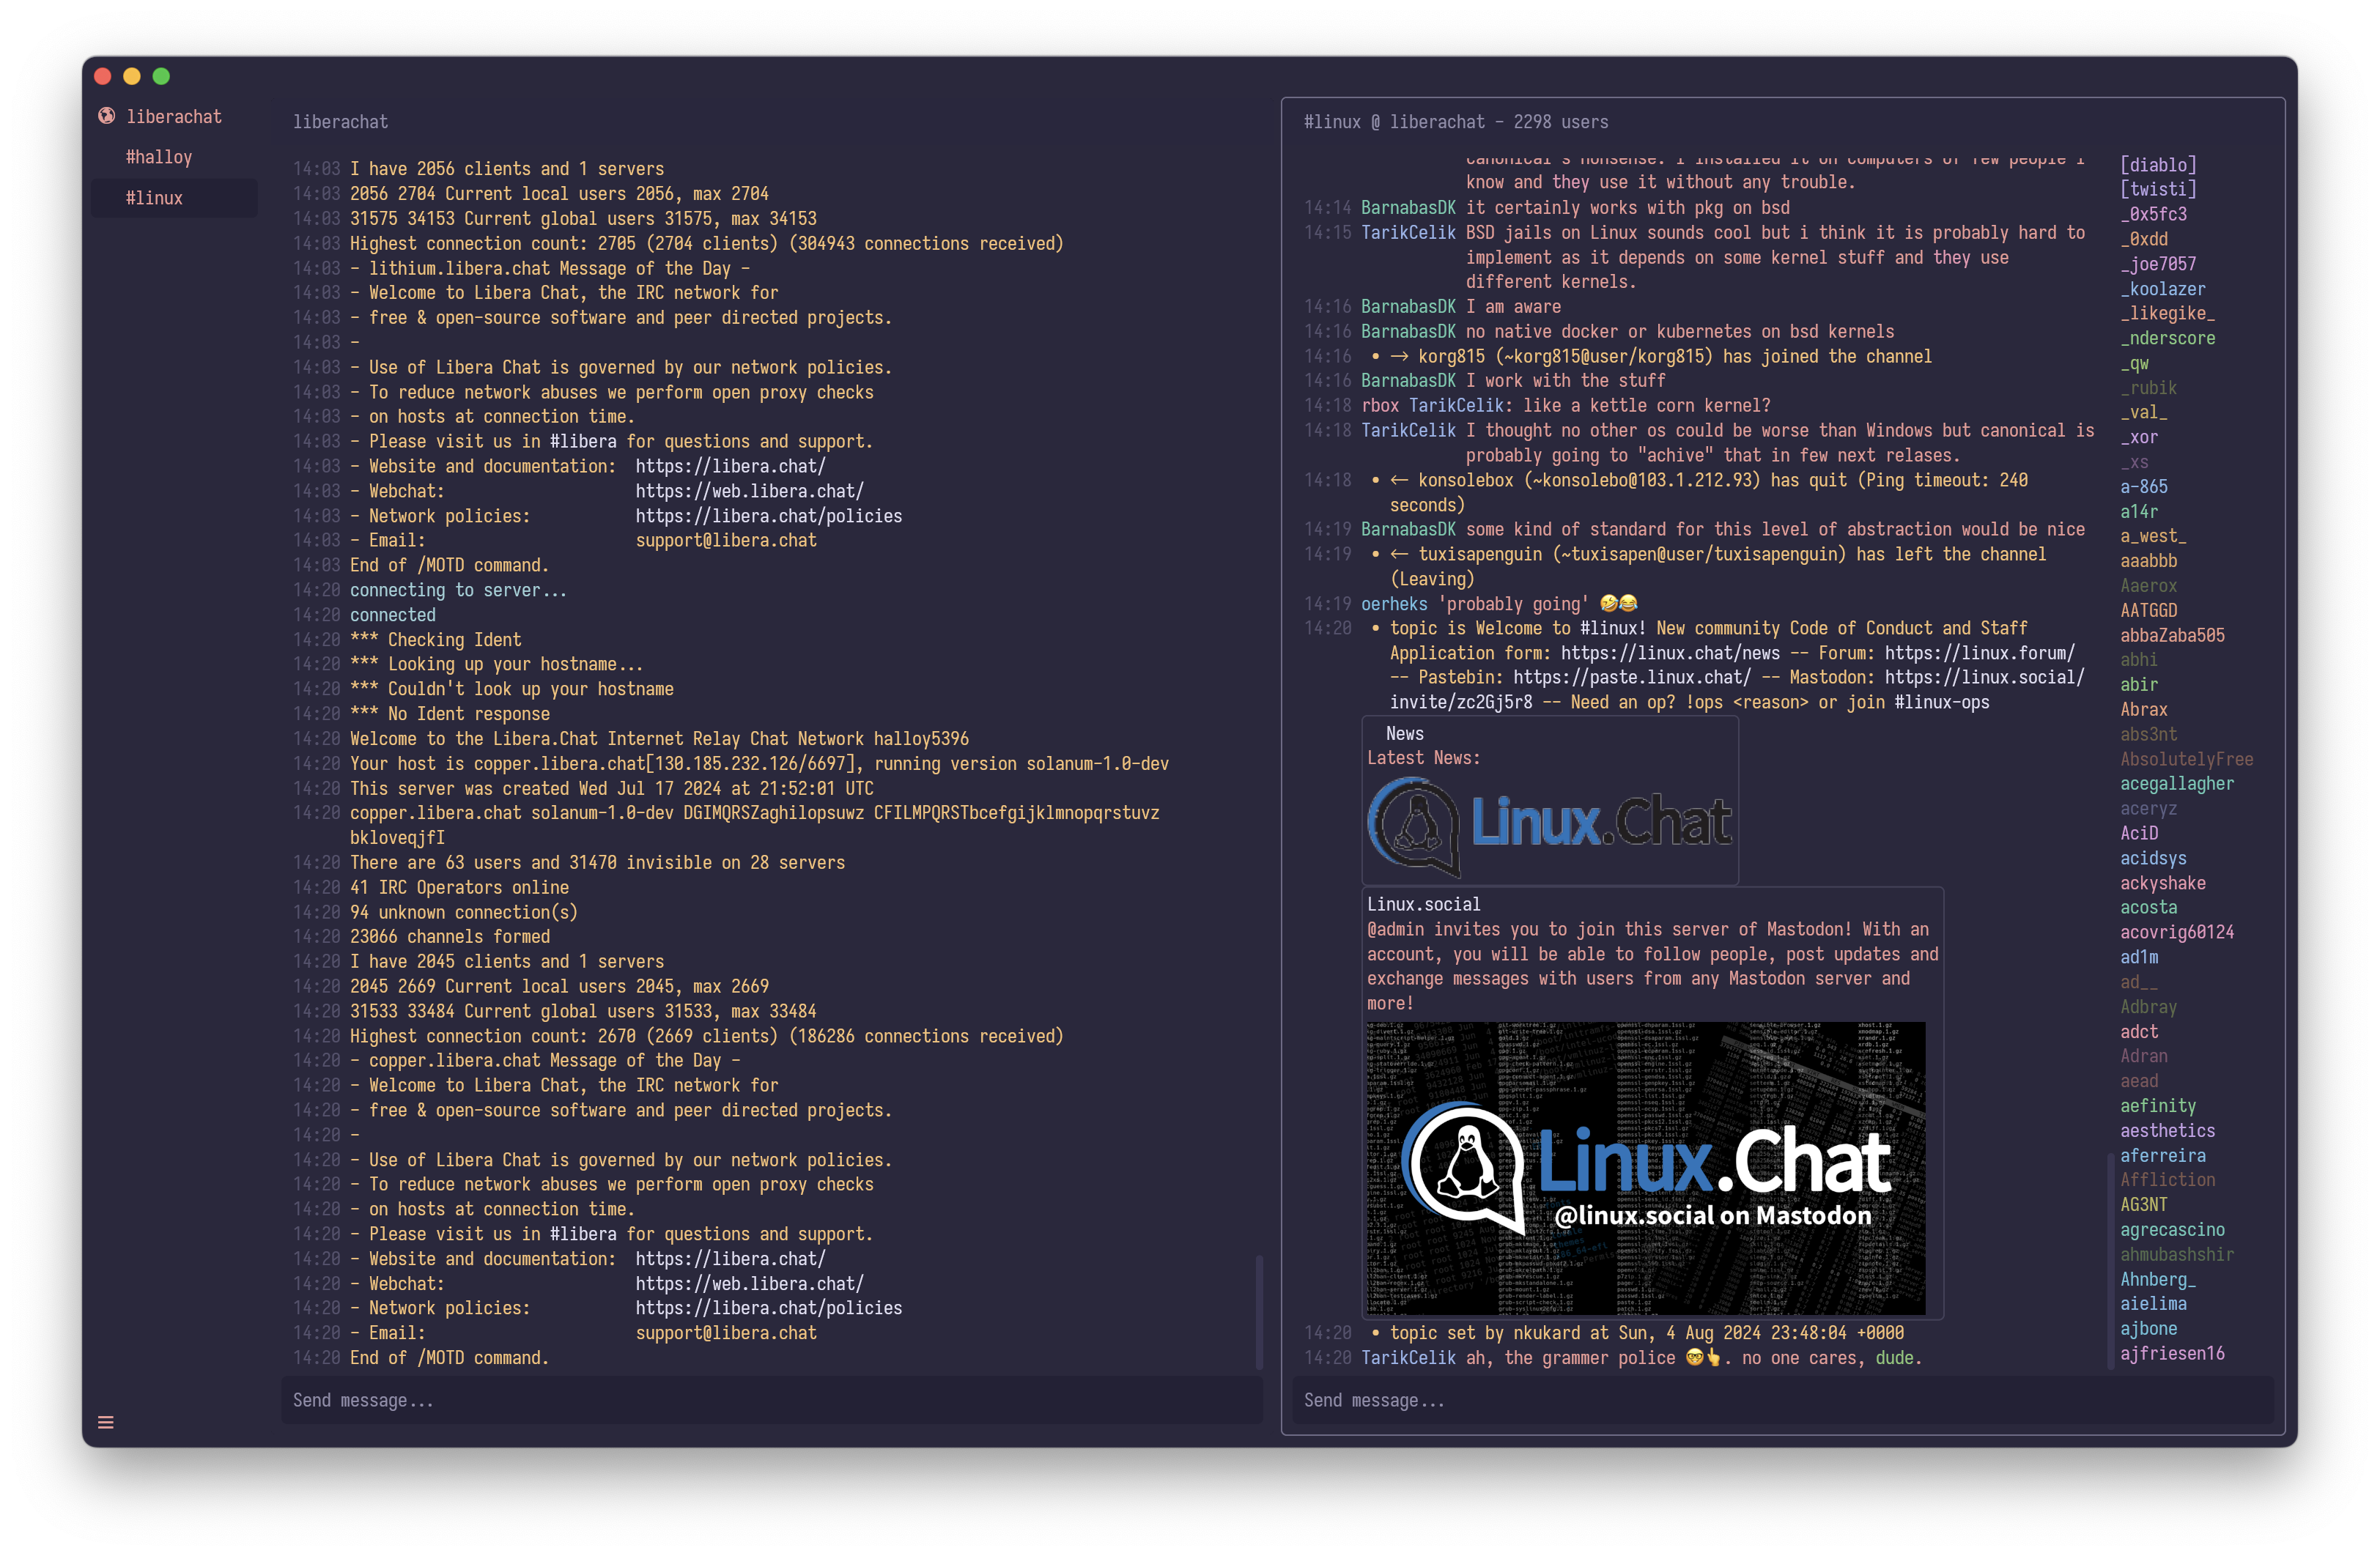 liberachat
#halloy
#linux
liberachat
14:03 I have 2056 clients and 1 servers
14:03 2056 2704 Current local users 2056, max 2704
14:03 31575 34153 Current global users 31575, max 34153
14:03 Highest connection count: 2705 (2704 clients) (304943 connections received)
14:03 - lithium.libera.chat Message of the Day -
14:03 - Welcome to Libera Chat, the IRC network for
14:03 - free & open-source software and peer directed projects.
14:03 -
14:03 - Use of Libera Chat is governed by our network policies.
14:03 - To reduce network abuses we perform open proxy checks
14:03 - on hosts at connection time.
14:03 - Please visit us in #libera for questions and support.
14:03 - Website and documentation: https://libera.chat/
14:03 - Webchat: https://web.libera.chat/
14:03 - Network policies: https://libera.chat/policies
14:03 - Email: support@libera.chat
14:03 End of /MOTD command.
14:20 connecting to server...
14:20 connected
14:20 *** Checking Ident
14:20 *** Looking up your hostname...
14:20 *** Couldn't look up your hostname
14:20 *** No Ident response
14:20 Welcome to the Libera.Chat Internet Relay Chat Network halloy5396
14:20 Your host is copper.libera.chat[130.185.232.126/6697], running version solanum-1.0-dev
14:20 This server was created Wed Jul 17 2024 at 21:52:01 UTC
14:20 copper.libera.chat solanum-1.0-dev DGIMQRSZaghilopsuwz CFILMPQRSTbcefgijklmnopqrstuvz
bkloveqjfI
14:20 There are 63 users and 31470 invisible on 28 servers
14:20 41 IRC Operators online
14:20 94 unknown connection(s)
14:20 23066 channels formed
14:20 I have 2045 clients and 1 servers
14:20 2045 2669 Current local users 2045, max 2669
14:20 31533 33484 Current global users 31533, max 33484
14:20 Highest connection count: 2670 (2669 clients) (186286 connections received)
14:20 - copper.libera.chat Message of the Day -
14:20 - Welcome to Libera Chat, the IRC network for
14:20 - free & open-source software and peer directed projects.
14:20 -
14:20 - Use of Libera Chat is governed by our network policies.
14:20 - To reduce network abuses we perform open proxy checks
14:20 - on hosts at connection time.
14:20 - Please visit us in #libera for questions and support.
14:20 - Website and documentation: https://libera.chat/
14:20 - Webchat: https://web.libera.chat/
14:20 - Network policies: https://libera.chat/policies
14:20 - Email: support@libera.chat
14:20 End of /MOTD command.
Send message...
#linux @ liberachat - 2298 users
canonical's nonsense. i installed it on computers of few people i
know and they use it without any trouble.
14:14 BarnabasDK it certainly works with pkg on bsd
14:15 TarikCelik BSD jails on Linux sounds cool but i think it is probably hard to
implement as it depends on some kernel stuff and they use
different kernels.
14:16 BarnabasDK I am aware
14:16 BarnabasDK no native docker or kubernetes on bsd kernels
14:16 • → korg815 (~korg815@user/korg815) has joined the channel
14:16 BarnabasDK I work with the stuff
14:18 rbox TarikCelik: like a kettle corn kernel?
14:18 TarikCelik I thought no other os could be worse than Windows but canonical is
probably going to "achive" that in few next relases.
14:18 • ← konsolebox (~konsolebo@103.1.212.93) has quit (Ping timeout: 240
seconds)
14:19 BarnabasDK some kind of standard for this level of abstraction would be nice
14:19 • ← tuxisapenguin (~tuxisapen@user/tuxisapenguin) has left the channel
(Leaving)
14:19 oerheks 'probably going' 🤣😂
14:20 • topic is Welcome to #linux! New community Code of Conduct and Staff
Application form: https://linux.chat/news -- Forum: https://linux.forum/
-- Pastebin: https://paste.linux.chat/ -- Mastodon: https://linux.social/
invite/zc2Gj5r8 -- Need an op? !ops <reason> or join #linux-ops
News
Latest News:
Linux.Chat
Linux.social
@admin invites you to join this server of Mastodon! With an
account, you will be able to follow people, post updates and
exchange messages with users from any Mastodon server and
more!
Linux.Chat
@linux.social on Mastodon
14:20 • topic set by nkukard at Sun, 4 Aug 2024 23:48:04 +0000
14:20 TarikCelik ah, the grammer police 🤓👆. no one cares, dude.
Send message...
[diablo]
[twisti]
_0x5fc3
_0xdd
_joe7057
_koolazer
_likegike_
_nderscore
_qw
_rubik
_val_
_xor
_xs
a-865
a14r
a_west_
aaabbb
Aaerox
AATGGD
abbaZaba505
abhi
abir
Abrax
abs3nt
AbsolutelyFree
acegallagher
aceryz
AciD
acidsys
ackyshake
acosta
acovrig60124
ad1m
ad__
Adbray
adct
Adran
aead
aefinity
aesthetics
aferreira
Affliction
AG3NT
agrecascino
ahmubashshir
Ahnberg_
aielima
ajbone
ajfriesen16